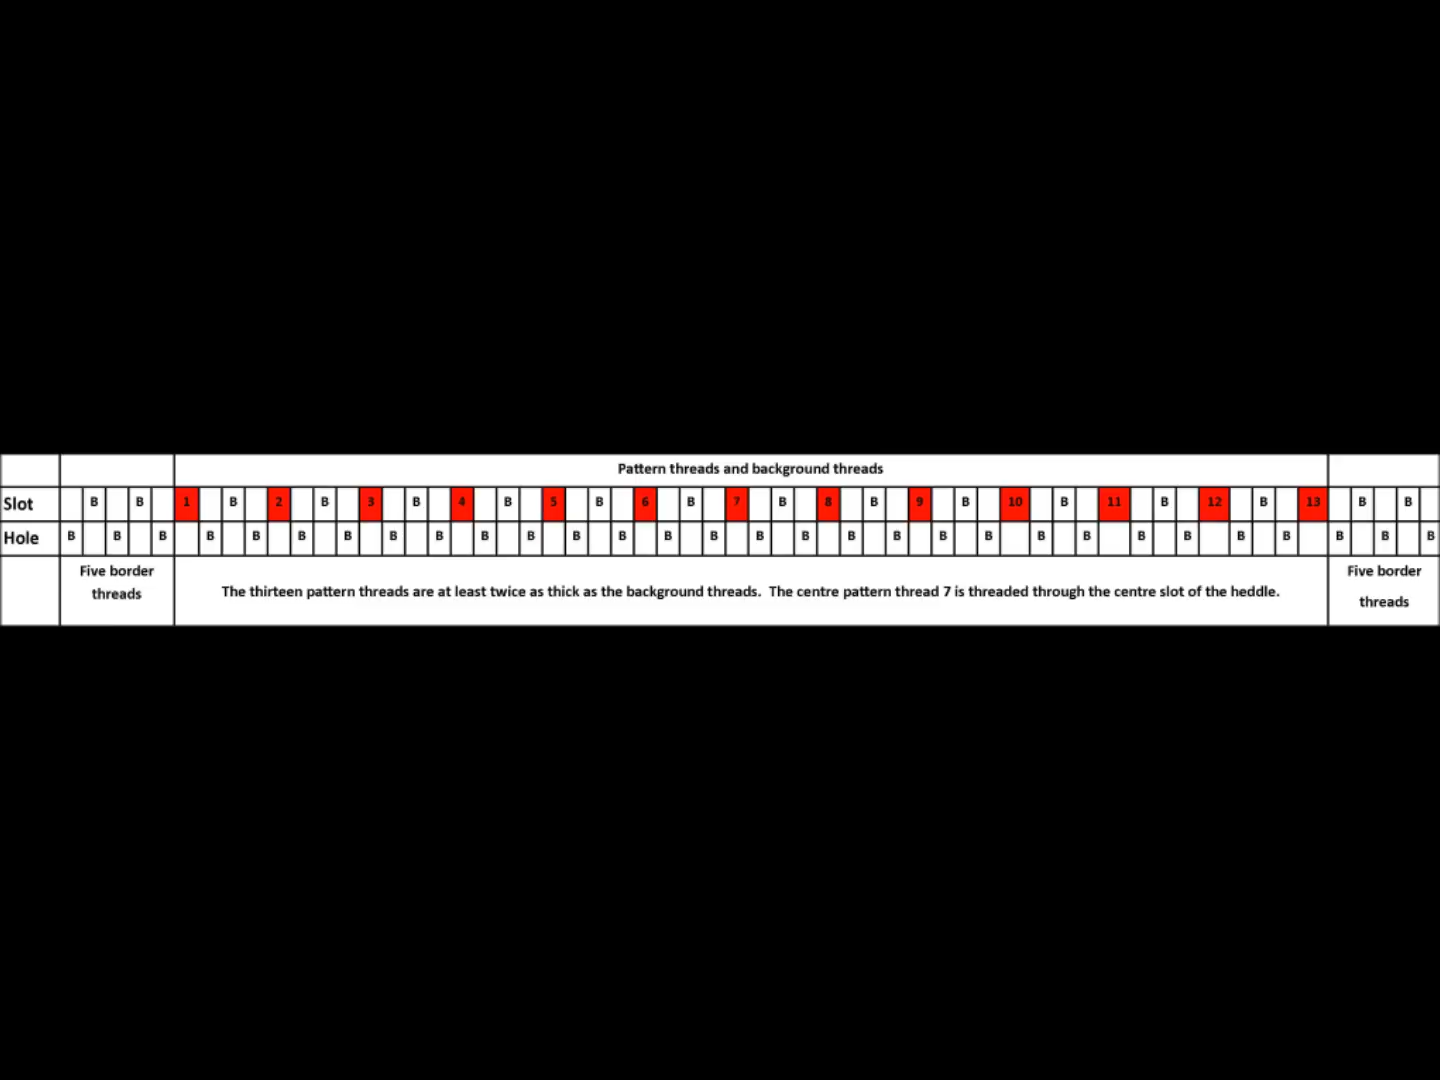 Pattern threads and background threads
Slot B B 1 B 2 B 3 B 4 B 5 B 6 B 7 B 8 B 9 B 10 B 11 B 12 B 13 B B
Hole B B B B B B B B B B B B B B B B B B B B B B B B B B B B B B
Five border threads
The thirteen pattern threads are at least twice as thick as the background threads. The centre pattern thread 7 is threaded through the centre slot of the heddle.
Five border threads